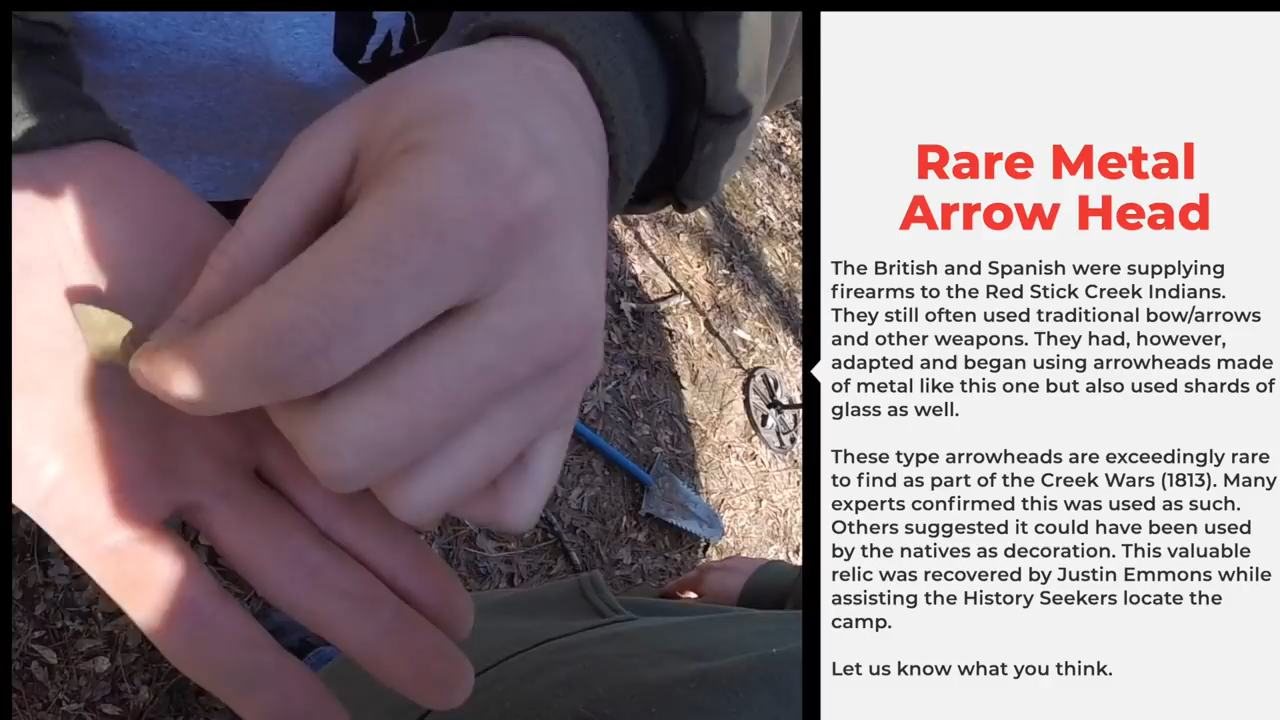 Rare Metal
Arrow Head
The British and Spanish were supplying
firearms to the Red Stick Creek Indians.
They still often used traditional bow/arrows
and other weapons. They had, however,
adapted and began using arrowheads made
of metal like this one but also used shards of
glass as well.
These type arrowheads are exceedingly rare
to find as part of the Creek Wars (1813). Many
experts confirmed this was used as such.
Others suggested it could have been used
by the natives as decoration. This valuable
relic was recovered by Justin Emmons while
assisting the History Seekers locate the
camp.
Let us know what you think.